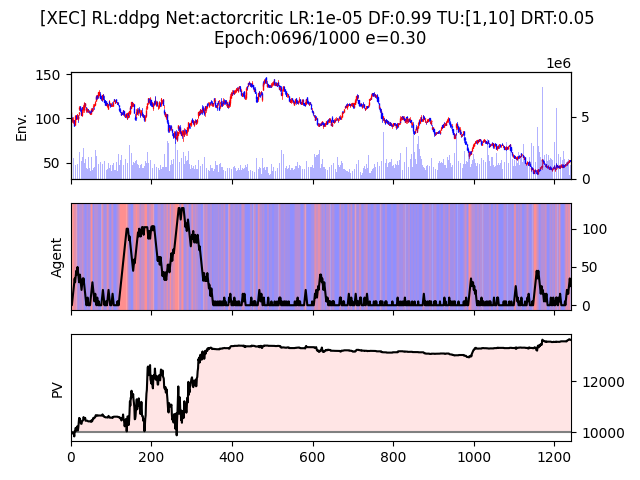 [XEC] RL:ddpg Net:actorcritic LR:1e-05 DF:0.99 TU:[1,10] DRT:0.05
Epoch:0696/1000 e=0.30
1e6
150
100
50
Env.
5
0
Agent
100
50
0
PV
12000
10000
0 200 400 600 800 1000 1200